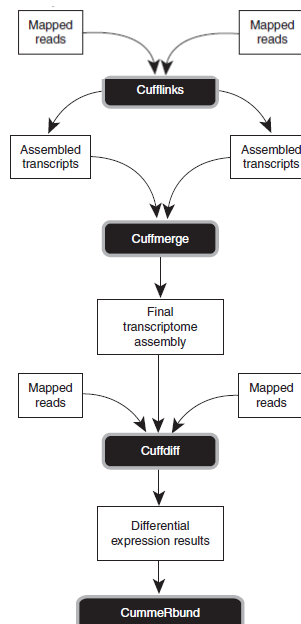 Mapped
reads
Mapped
reads
Cufflinks
Assembled
transcripts
Assembled
transcripts
Cuffmerge
Final
transcriptome
assembly
Mapped
reads
Mapped
reads
Cuffdiff
Differential
expression results
CummeRbund